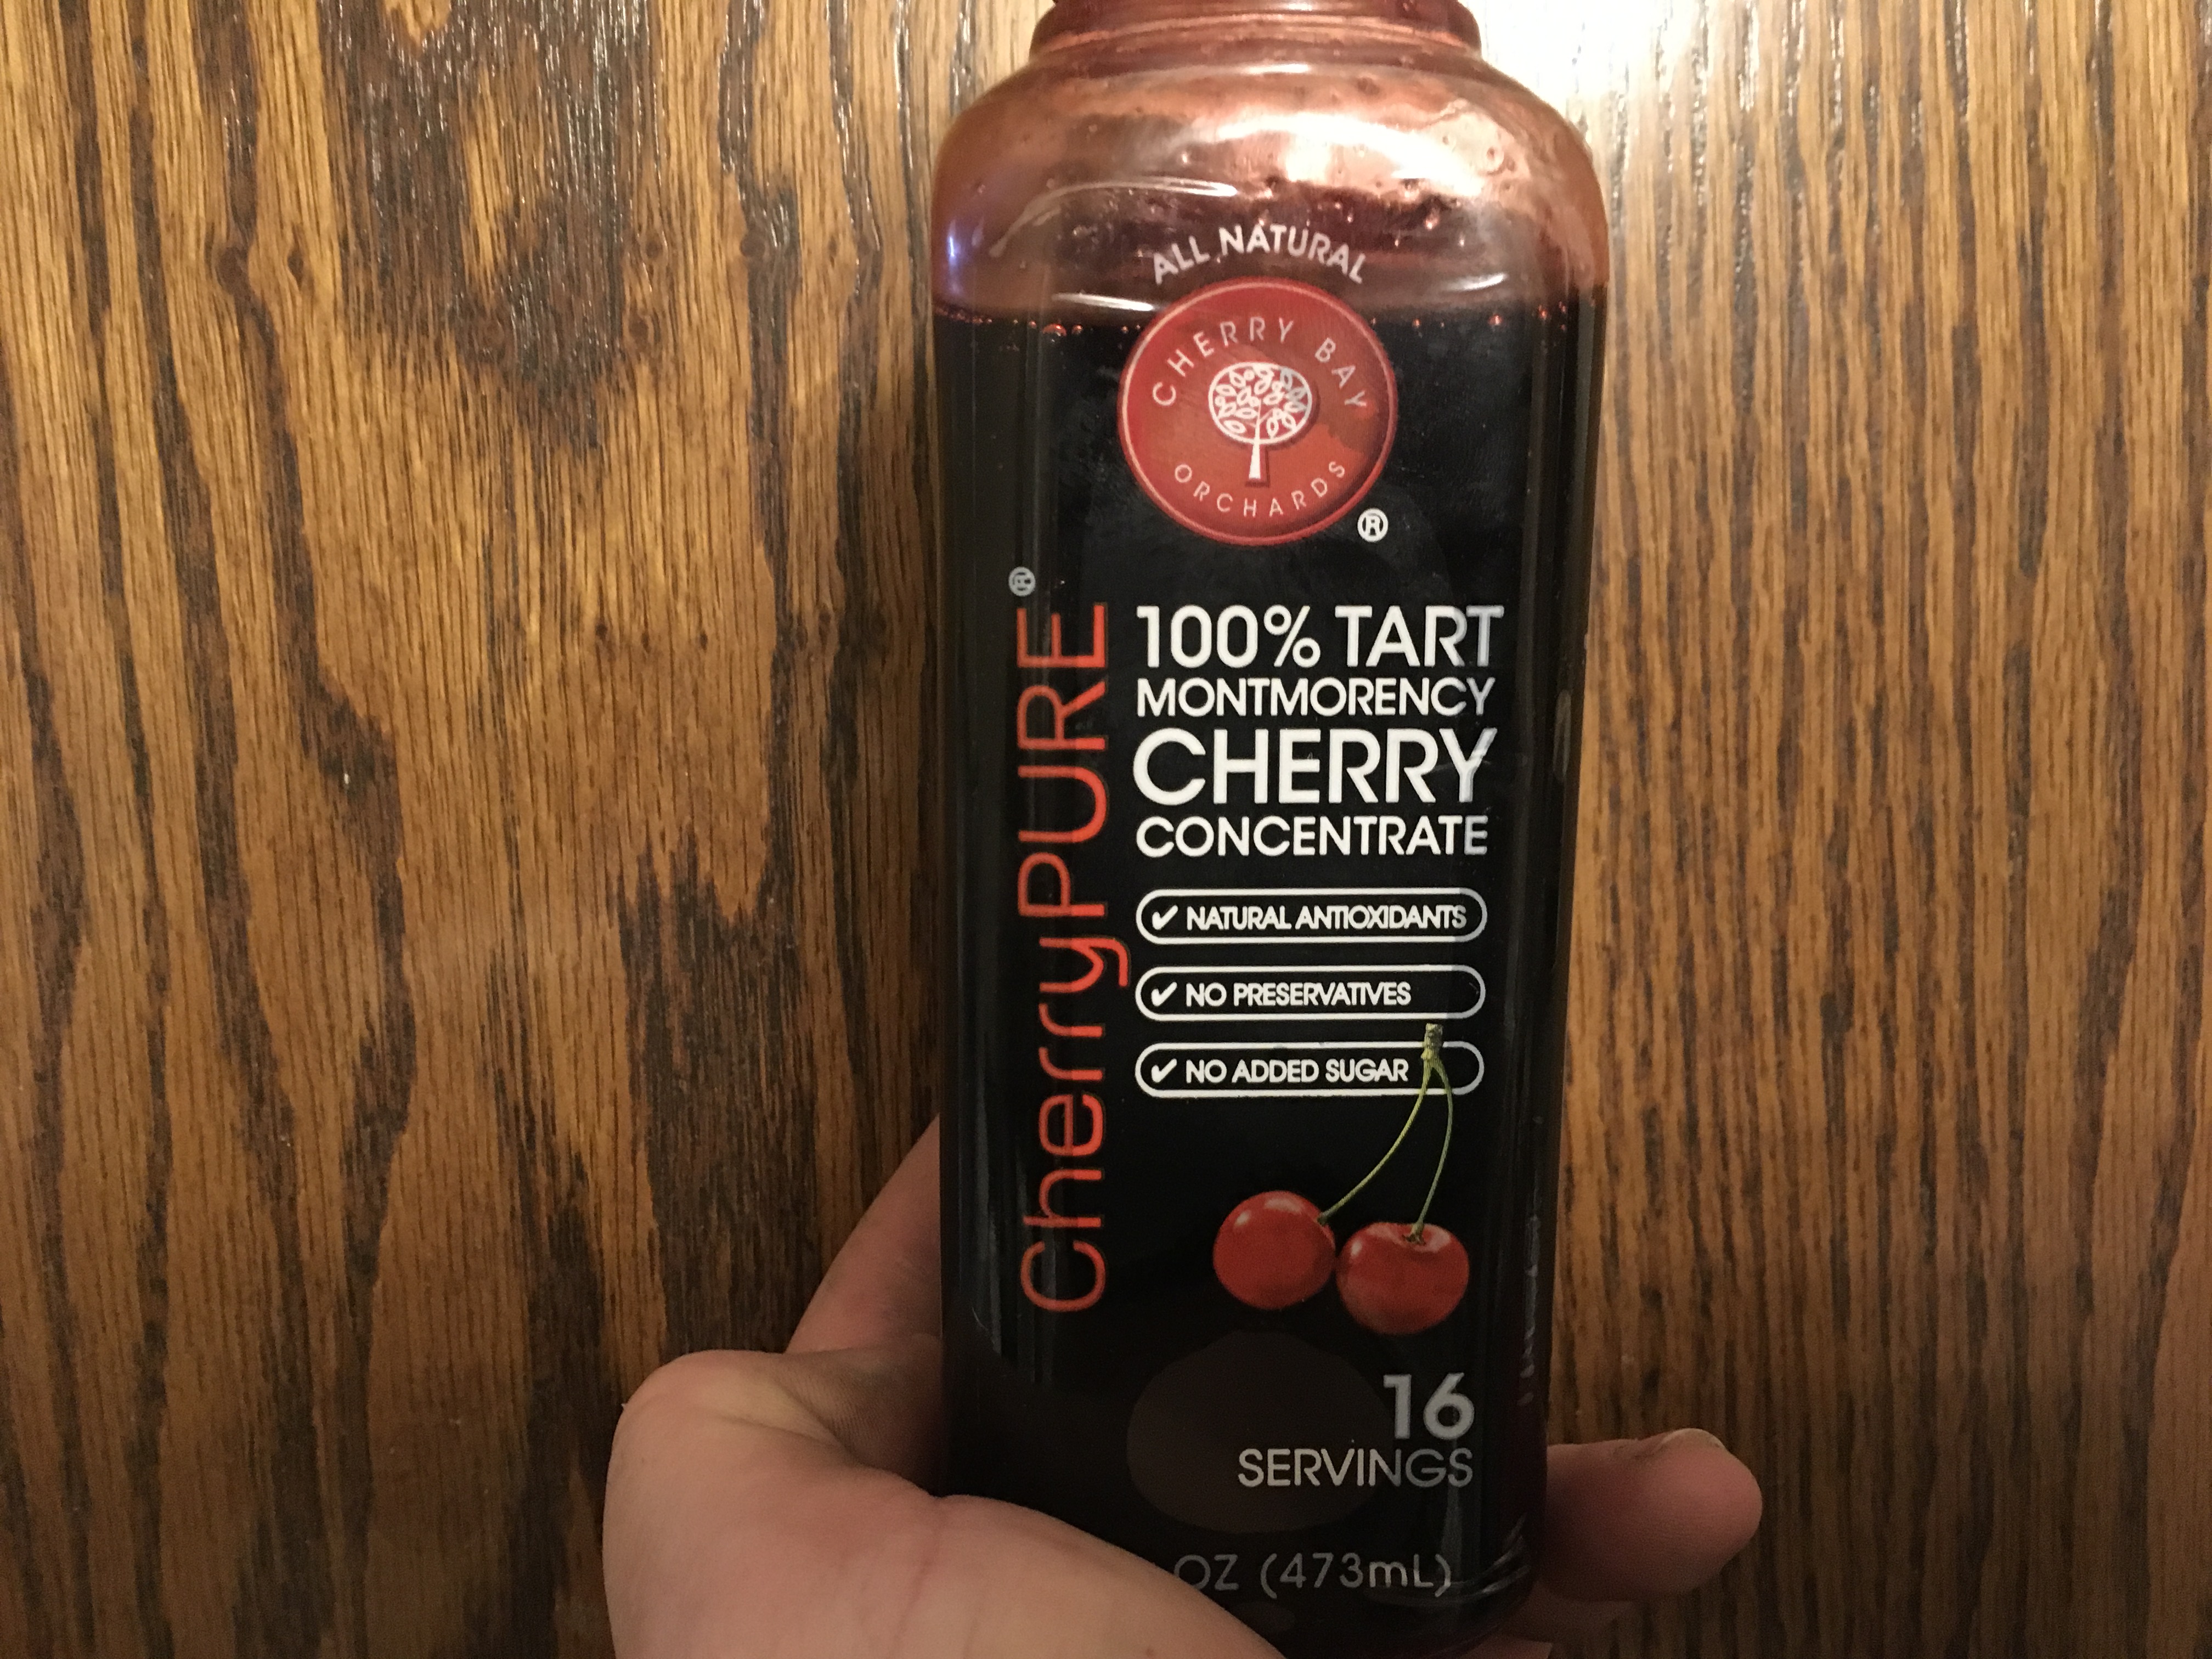 ALL NATURAL
CHERRY BAY
ORCHARDS
®
CherryPURE®
100% TART
MONTMORENCY
CHERRY
CONCENTRATE
✔ NATURAL ANTIOXIDANTS
✔ NO PRESERVATIVES
✔ NO ADDED SUGAR
16
SERVINGS
OZ (473mL)